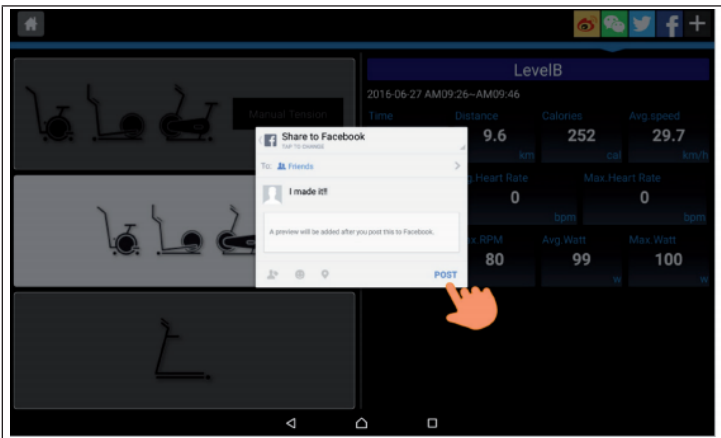 LevelB
2016-06-27 AM09:26~AM09:46
Manual Tension
Time Distance Calories Avg.speed
9.6 252 29.7
km cal km/h
Share to Facebook
TAP TO CHANGE
To: Friends
I made it!!
A preview will be added after you post this to Facebook.
POST
.Heart Rate Max.Heart Rate
0 0
bpm bpm
x.RPM Avg Watt Max.Watt
80 99 100
w w